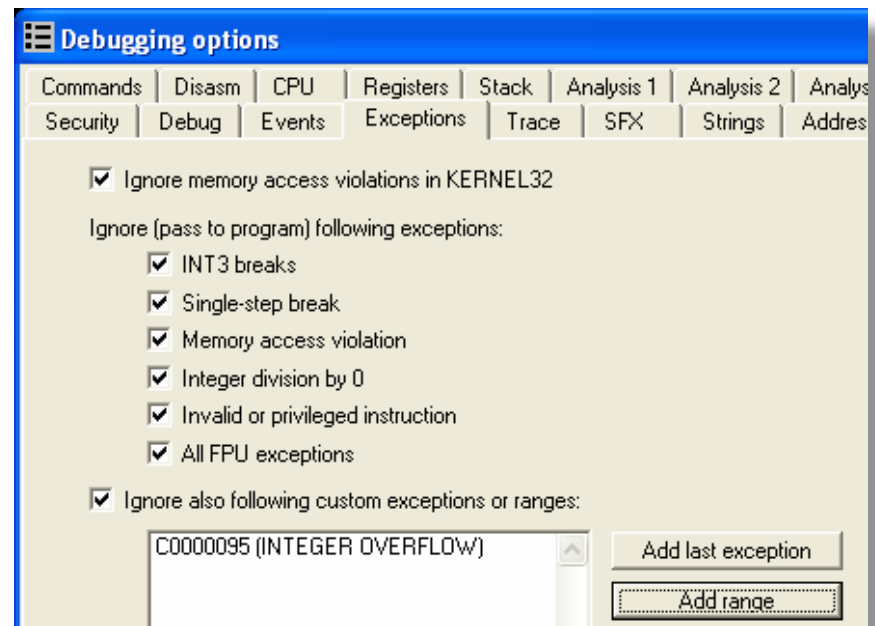 Debugging options
Commands Disasm CPU Registers Stack Analysis 1 Analysis 2 Analys
Security Debug Events Exceptions Trace SFX Strings Addres
Ignore memory access violations in KERNEL32
Ignore (pass to program) following exceptions:
INT3 breaks
Single-step break
Memory access violation
Integer division by 0
Invalid or privileged instruction
All FPU exceptions
Ignore also following custom exceptions or ranges:
C0000095 (INTEGER OVERFLOW)
Add last exception
Add range